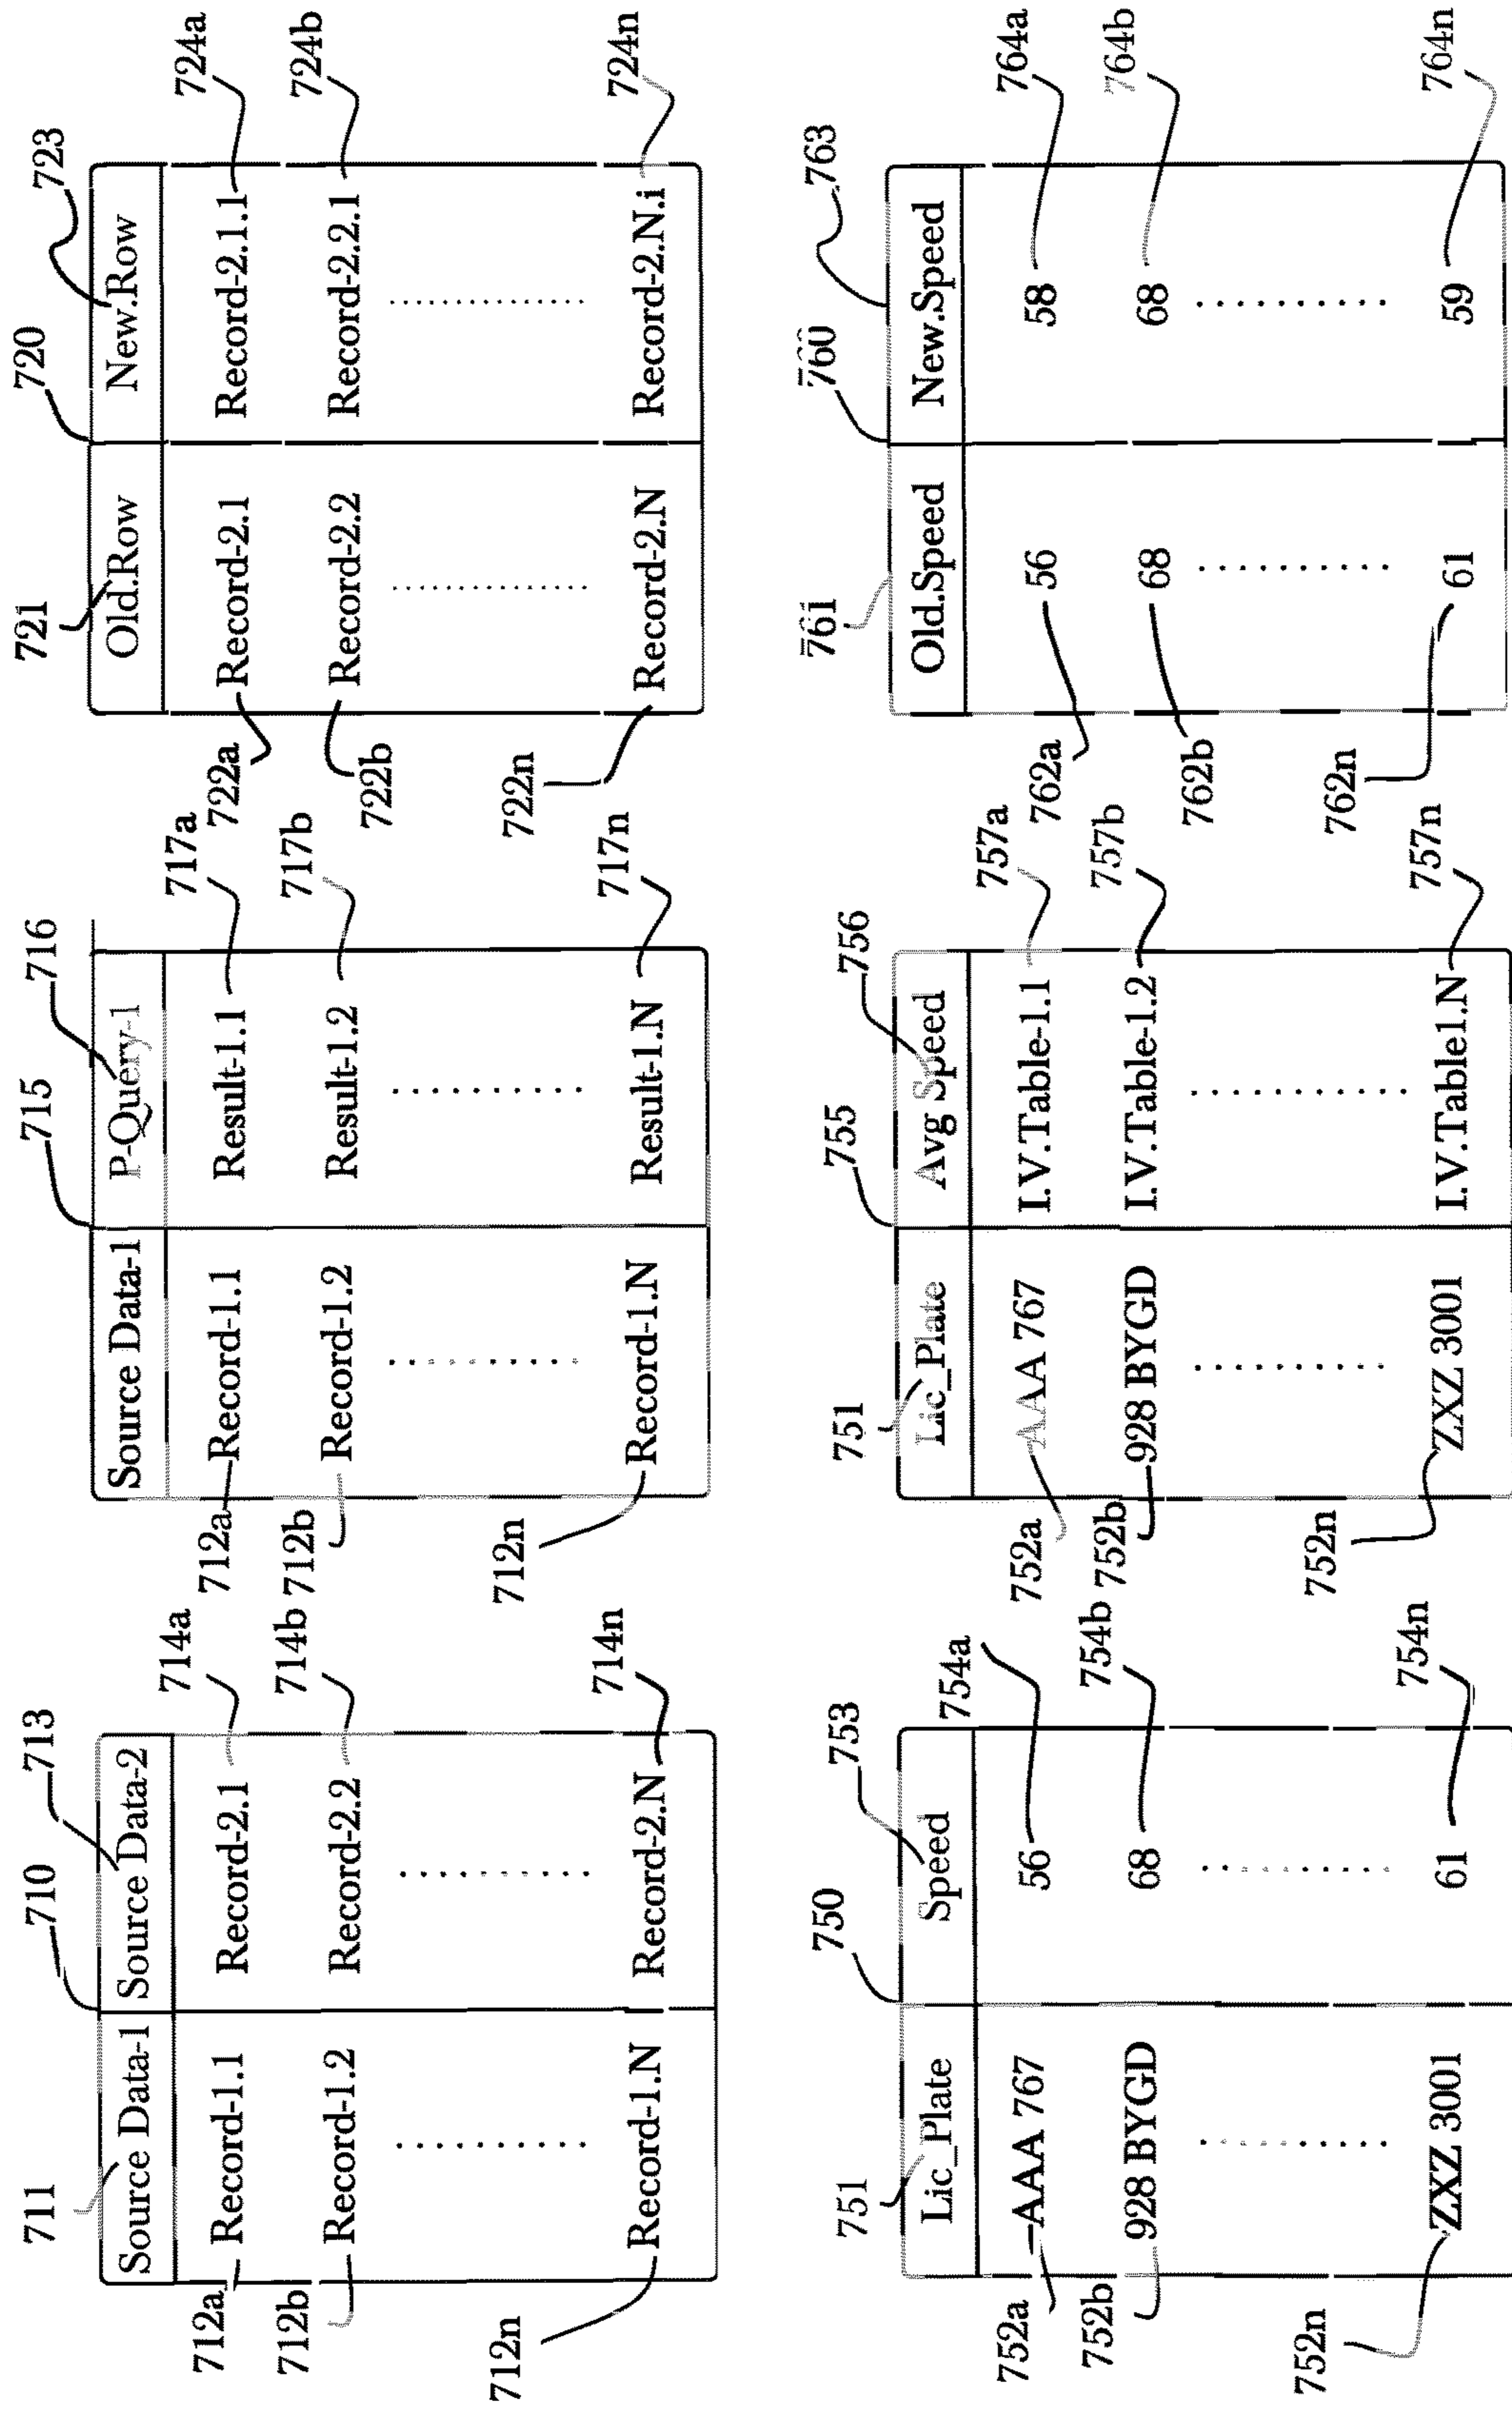 711
710
713
Source Data-1 Source Data-2
712a Record-1.1 Record-2.1 714a
712b Record-1.2 Record-2.2 714b
712n Record-1.N Record-2.N 714n
715
716
Source Data-1 P-Query-1
712a Record-1.1 Result-1.1 717a
712b Record-1.2 Result-1.2 717b
712n Record-1.N Result-1.N 717n
721
720
723
Old.Row New.Row
722a Record-2.1 Record-2.1.1 724a
722b Record-2.2 Record-2.2.1 724b
722n Record-2.N Record-2.N.i 724n
751
750
753
Lic_Plate Speed
752a AAA 767 56 754a
752b 928 BYGD 68 754b
752n ZXZ 3001 61 754n
751
755
756
Lic_Plate Avg Speed
752a AAA 767 I.V.Table-1.1 757a
752b 928 BYGD I.V.Table-1.2 757b
752n ZXZ 3001 I.V.Table1.N 757n
761
760
763
Old.Speed New.Speed
762a 56 58 764a
762b 68 68 764b
762n 61 59 764n